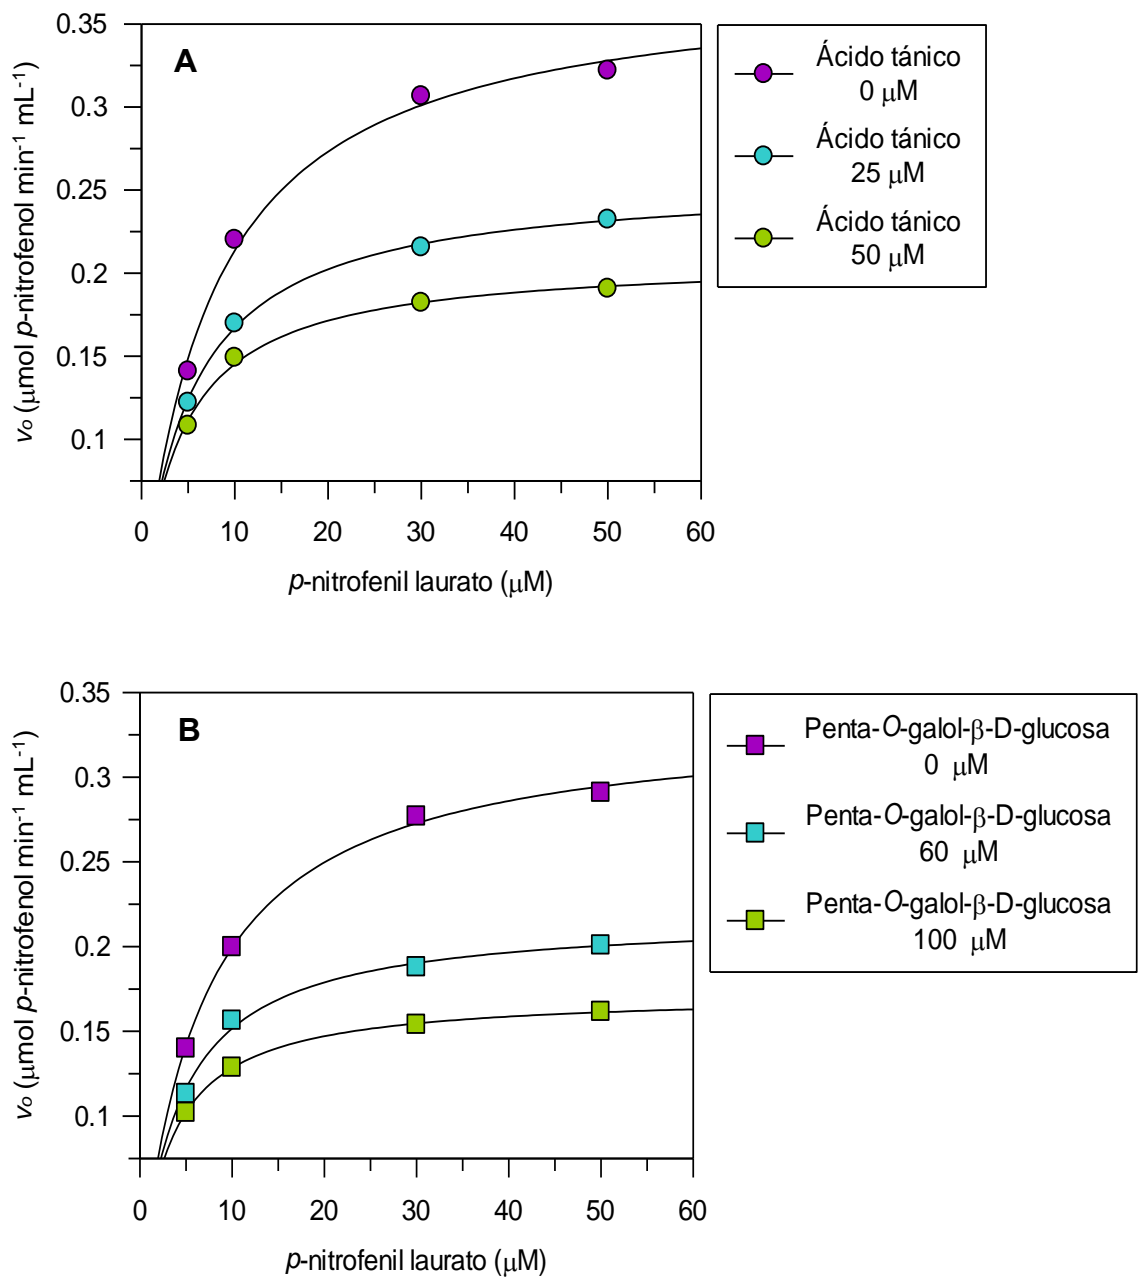 A
0.35
0.3
0.25
0.2
0.15
0.1
vₒ (µmol p-nitrofenol min⁻¹ mL⁻¹)
0 10 20 30 40 50 60
p-nitrofenil laurato (µM)
Ácido tánico
0 µM
Ácido tánico
25 µM
Ácido tánico
50 µM
B
0.35
0.3
0.25
0.2
0.15
0.1
vₒ (µmol p-nitrofenol min⁻¹ mL⁻¹)
0 10 20 30 40 50 60
p-nitrofenil laurato (µM)
Penta-O-galol-β-D-glucosa
0 µM
Penta-O-galol-β-D-glucosa
60 µM
Penta-O-galol-β-D-glucosa
100 µM